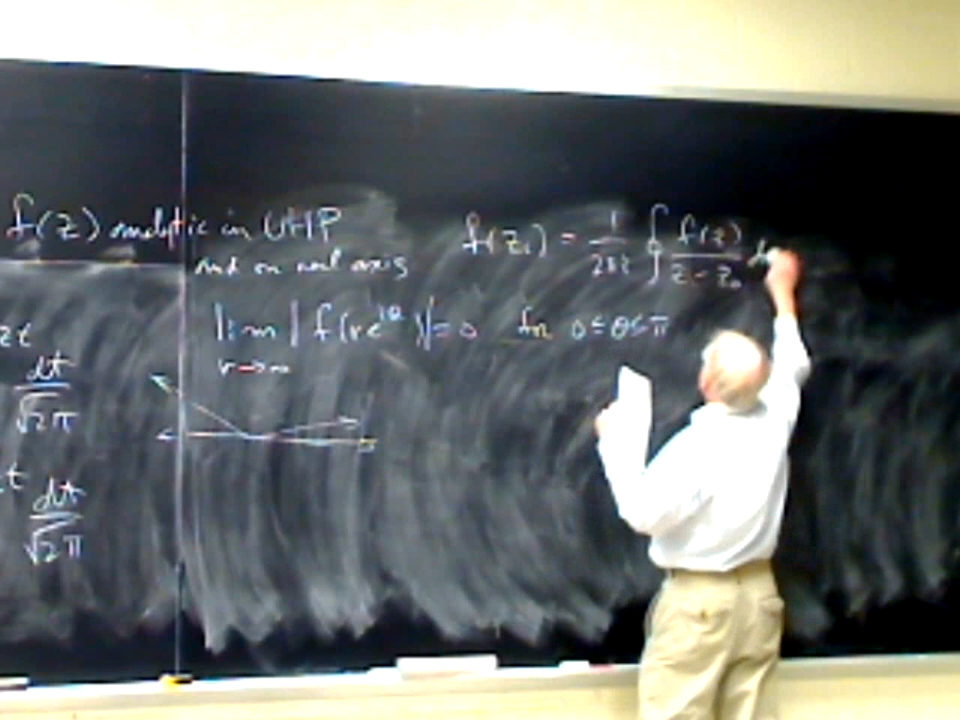 f(z) analytic in UHP
and on real axis
lim | f(re^{iθ})| = 0 for 0 ≤ θ ≤ π
r→∞
f(z₀) = 1/2πi ∮ f(z)/z - z₀ dz
dt/√2π
dt/√2π